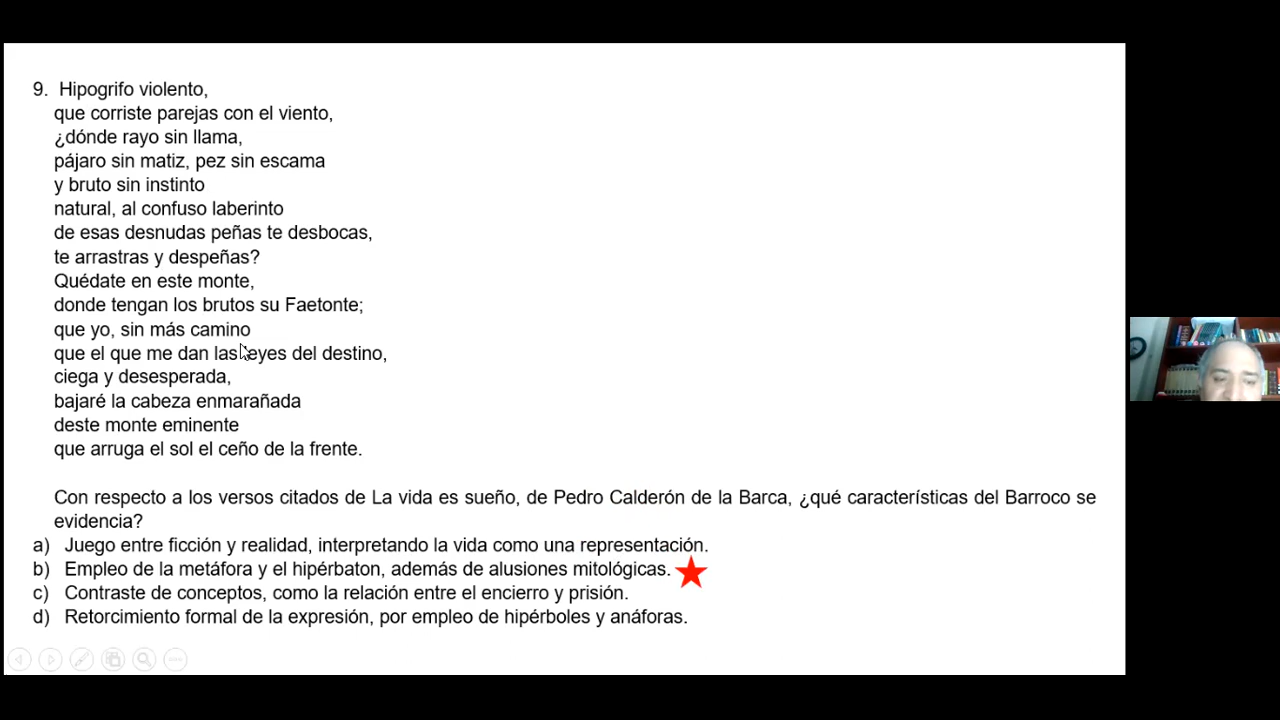 9. Hipogrifo violento,
que corriste parejas con el viento,
¿dónde rayo sin llama,
pájaro sin matiz, pez sin escama
y bruto sin instinto
natural, al confuso laberinto
de esas desnudas peñas te desbocas,
te arrastras y despeñas?
Quédate en este monte,
donde tengan los brutos su Faetonte;
que yo, sin más camino
que el que me dan las leyes del destino,
ciega y desesperada,
bajaré la cabeza enmarañada
deste monte eminente
que arruga el sol el ceño de la frente.
Con respecto a los versos citados de La vida es sueño, de Pedro Calderón de la Barca, ¿qué características del Barroco se
evidencia?
a) Juego entre ficción y realidad, interpretando la vida como una representación.
b) Empleo de la metáfora y el hipérbaton, además de alusiones mitológicas.
c) Contraste de conceptos, como la relación entre el encierro y prisión.
d) Retorcimiento formal de la expresión, por empleo de hipérboles y anáforas.